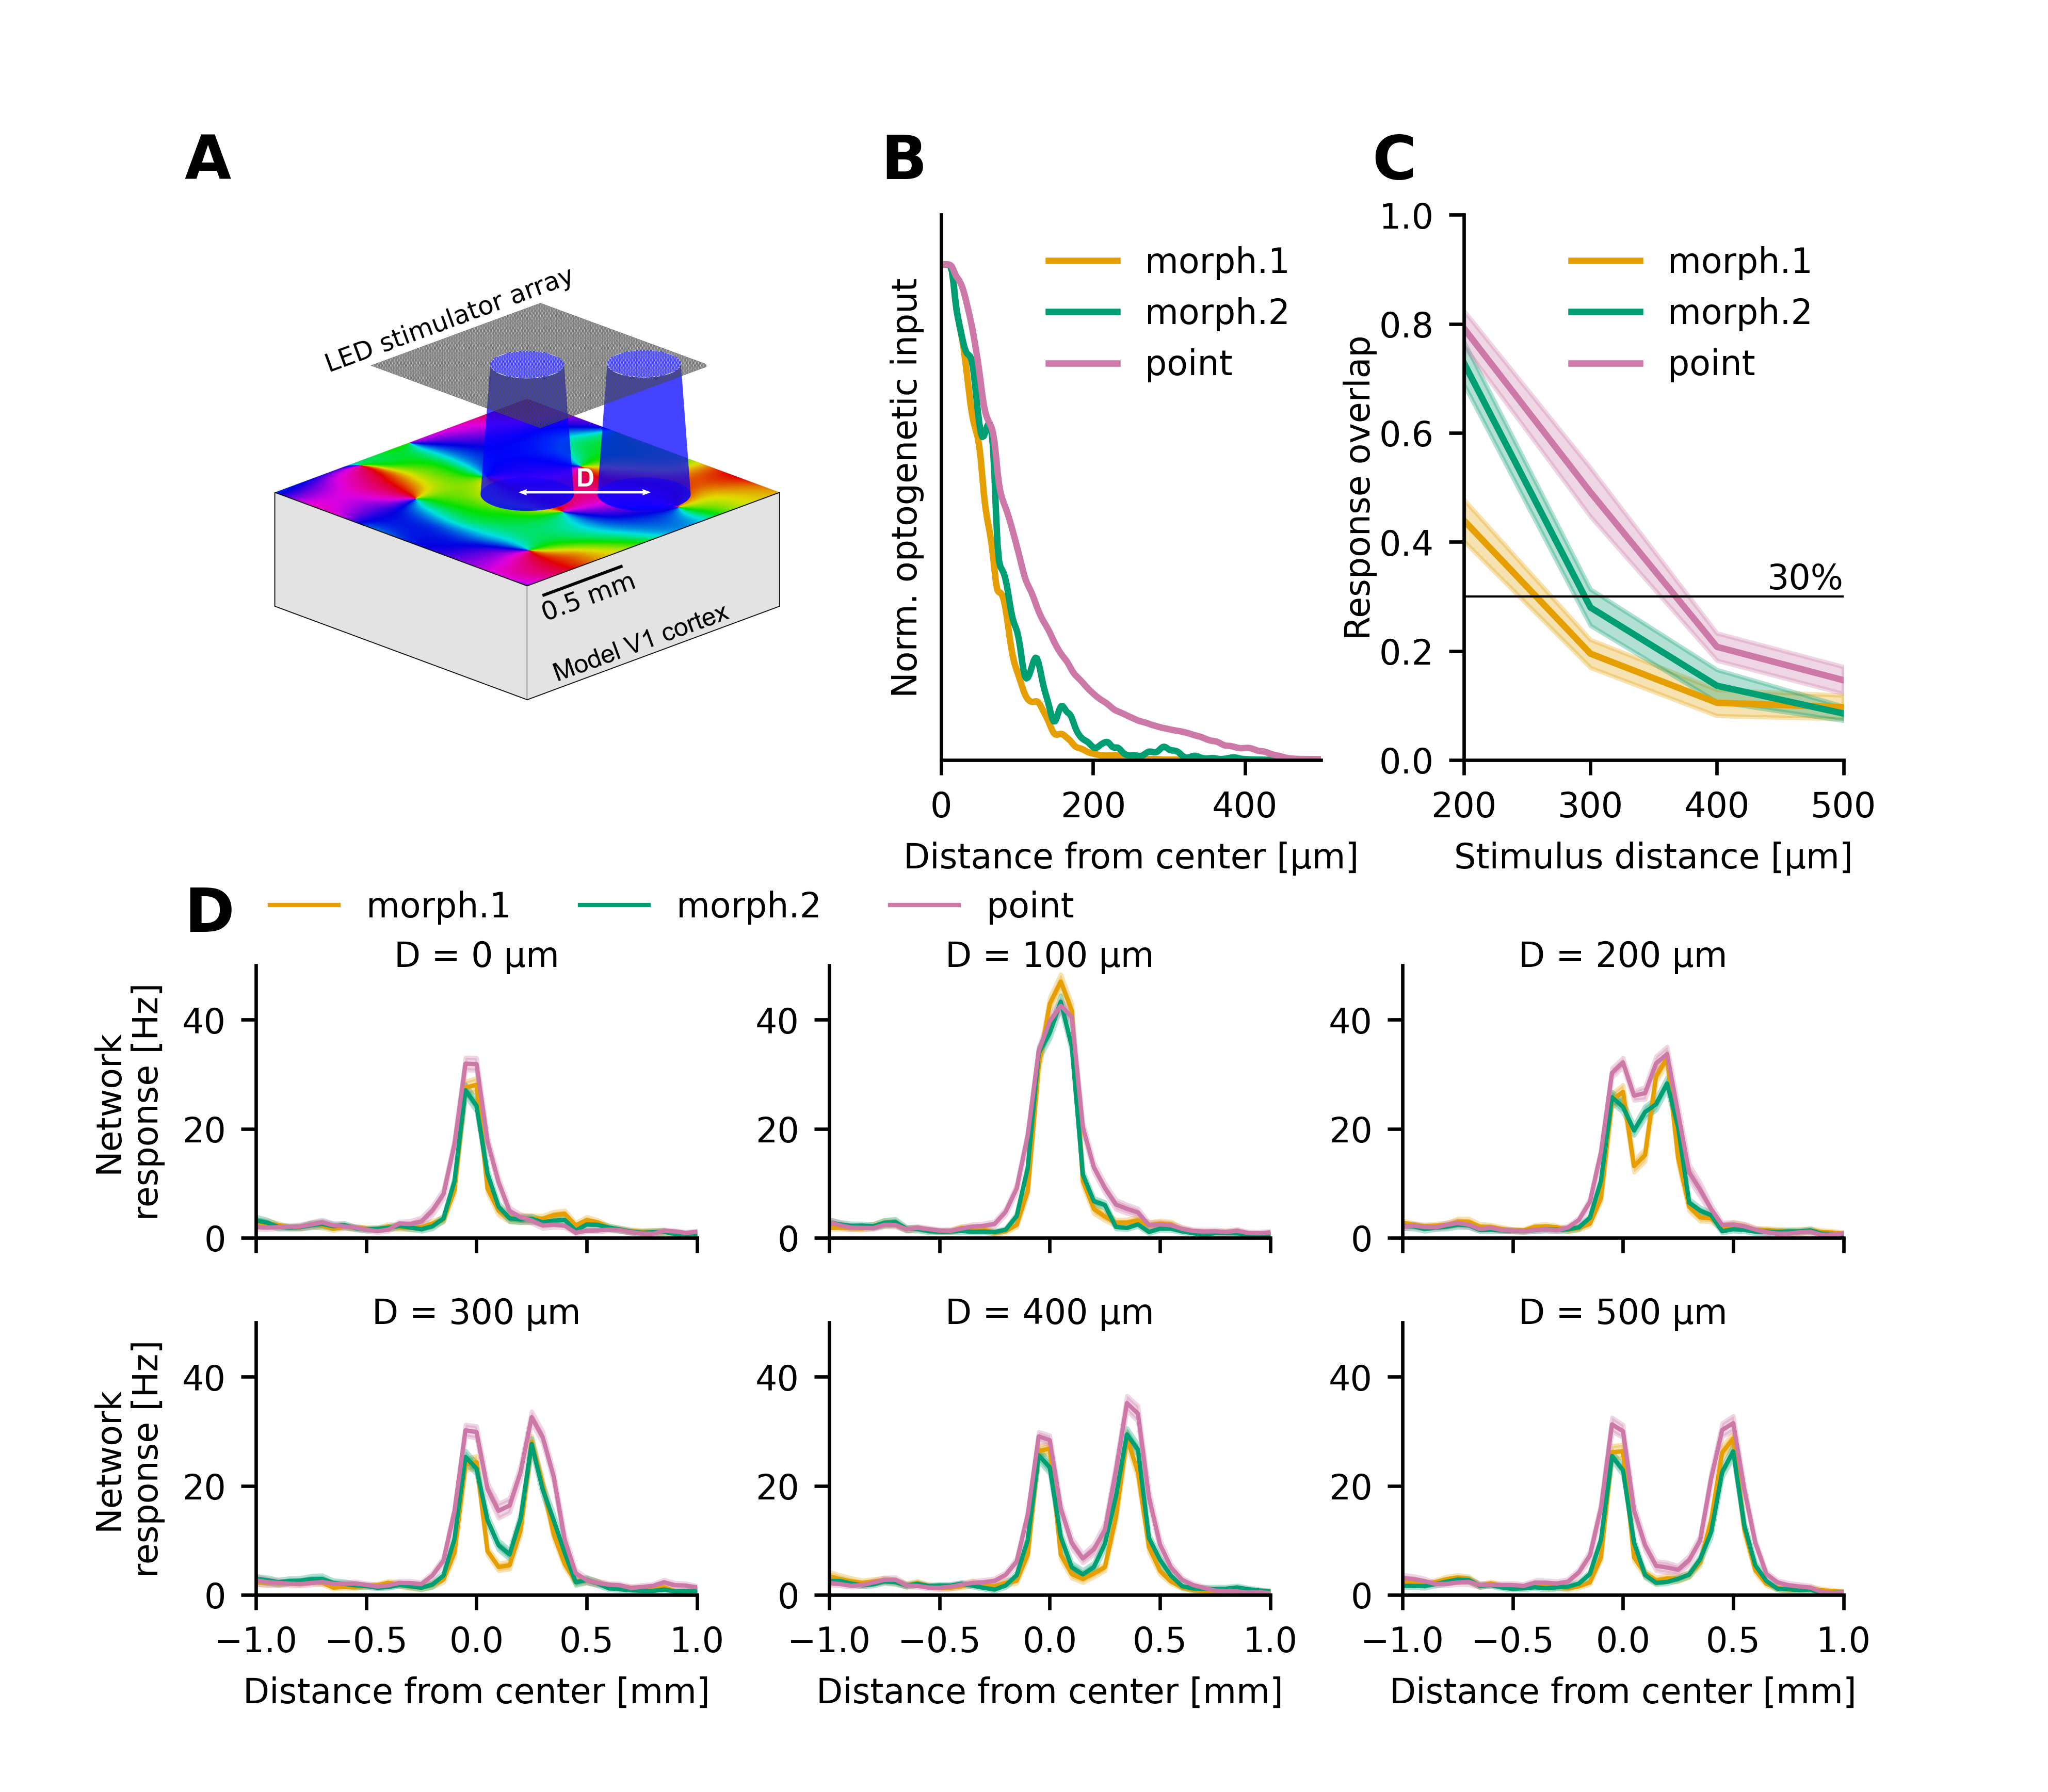 A
LED stimulator array
D
0.5 mm
Model V1 cortex
B
Norm. optogenetic input
morph.1
morph.2
point
0
200
400
Distance from center [µm]
C
Response overlap
1.0
0.8
0.6
0.4
0.2
0.0
morph.1
morph.2
point
30%
200
300
400
500
Stimulus distance [µm]
D
morph.1
morph.2
point
D = 0 µm
Network
response [Hz]
40
20
0
D = 100 µm
40
20
0
D = 200 µm
40
20
0
D = 300 µm
Network
response [Hz]
40
20
0
−1.0
−0.5
0.0
0.5
1.0
Distance from center [mm]
D = 400 µm
40
20
0
−1.0
−0.5
0.0
0.5
1.0
Distance from center [mm]
D = 500 µm
40
20
0
−1.0
−0.5
0.0
0.5
1.0
Distance from center [mm]